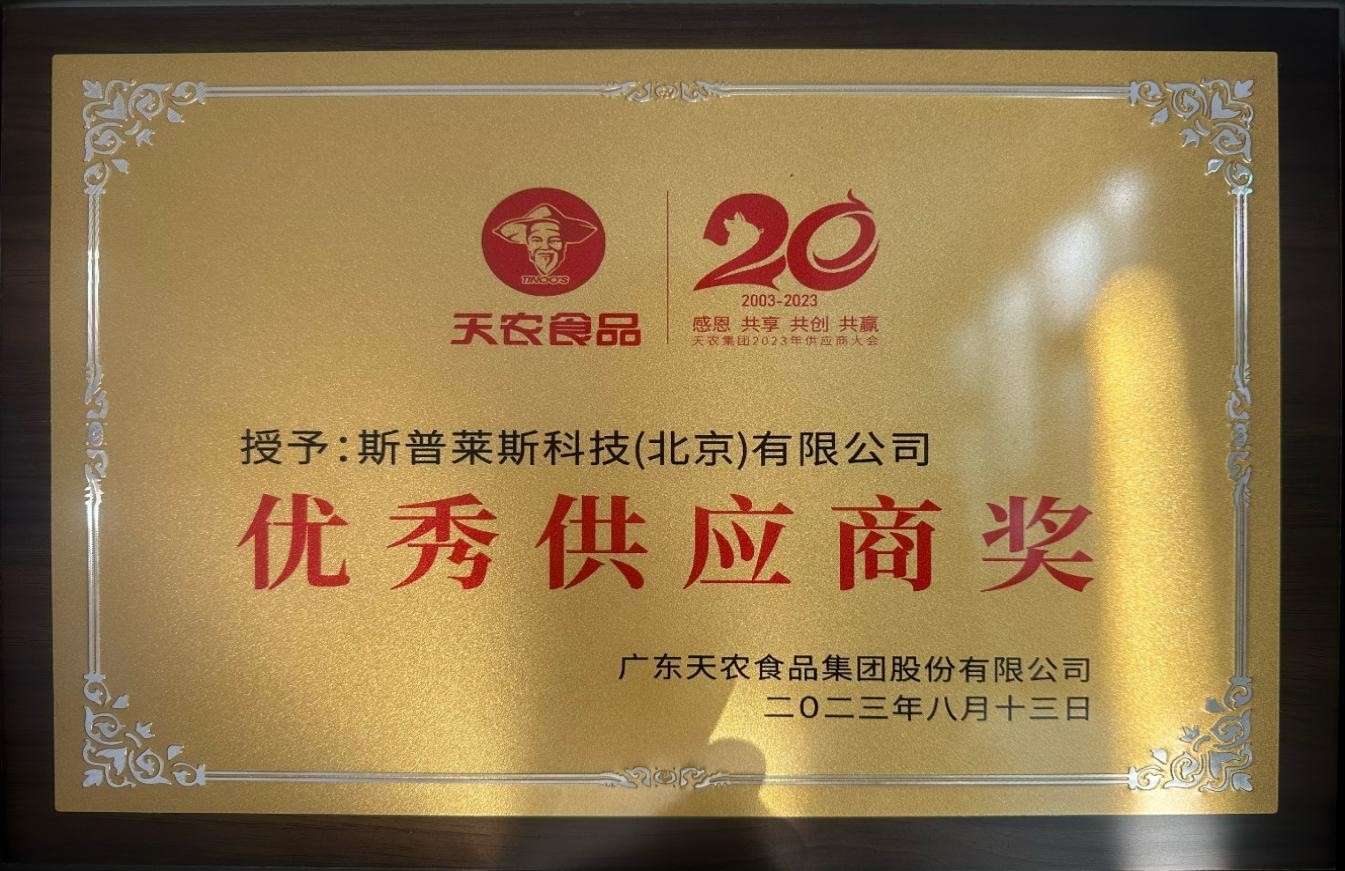 TINOO'S
天农食品
20
2003-2023
感恩 共享 共创 共赢
天农集团2023年供应商大会
授予：斯普莱斯科技(北京)有限公司
优秀供应商奖
广东天农食品集团股份有限公司
二〇二三年八月十三日